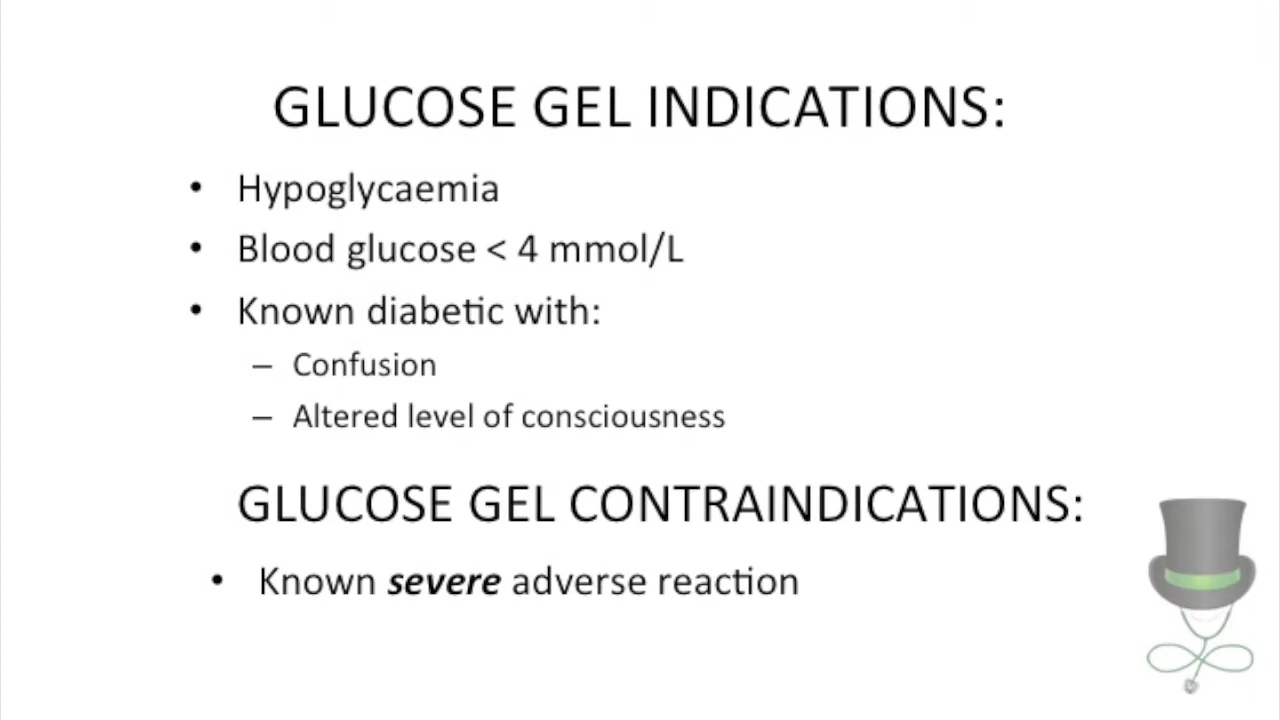 GLUCOSE GEL INDICATIONS:
• Hypoglycaemia
• Blood glucose < 4 mmol/L
• Known diabetic with:
– Confusion
– Altered level of consciousness
GLUCOSE GEL CONTRAINDICATIONS:
• Known severe adverse reaction